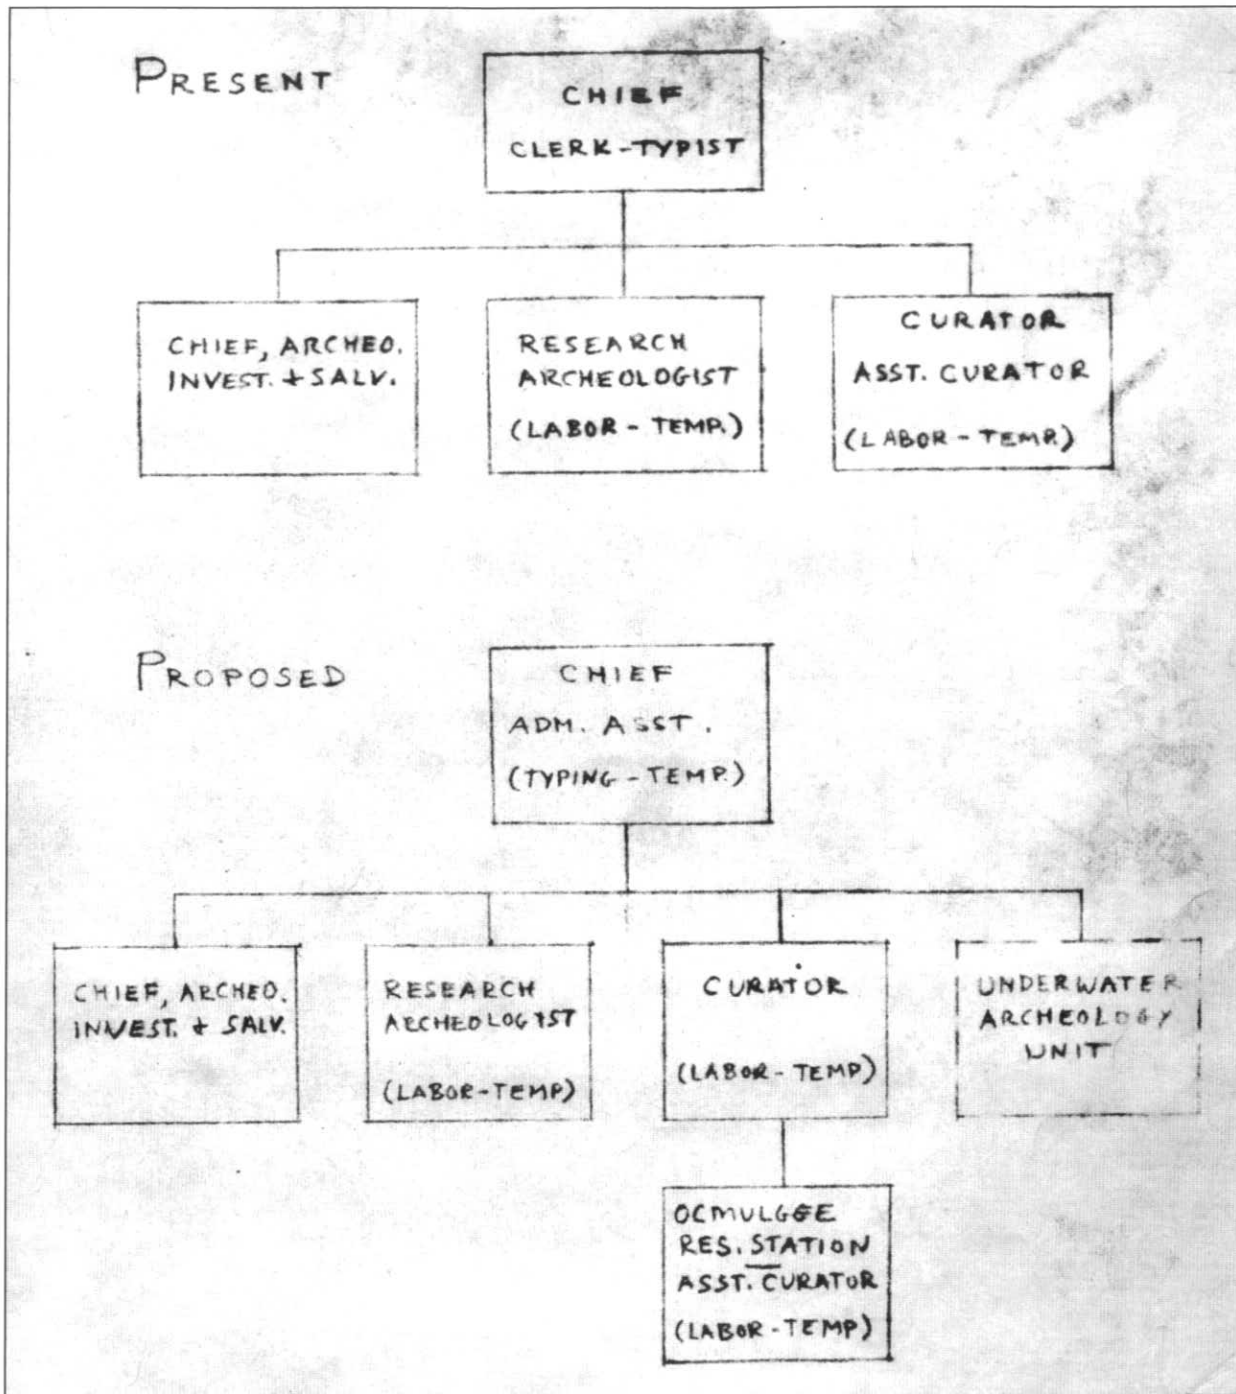 PRESENT
CHIEF
CLERK-TYPIST
CHIEF, ARCHEO.
INVEST. + SALV.
RESEARCH
ARCHEOLOGIST
(LABOR - TEMP.)
CURATOR
ASST. CURATOR
(LABOR - TEMP.)
PROPOSED
CHIEF
ADM. ASST.
(TYPING - TEMP.)
CHIEF, ARCHEO.
INVEST. + SALV.
RESEARCH
ARCHEOLOGIST
(LABOR-TEMP)
CURATOR
(LABOR-TEMP)
UNDERWATER
ARCHEOLOGY
UNIT
OCMULGEE
RES. STATION
ASST. CURATOR
(LABOR-TEMP)